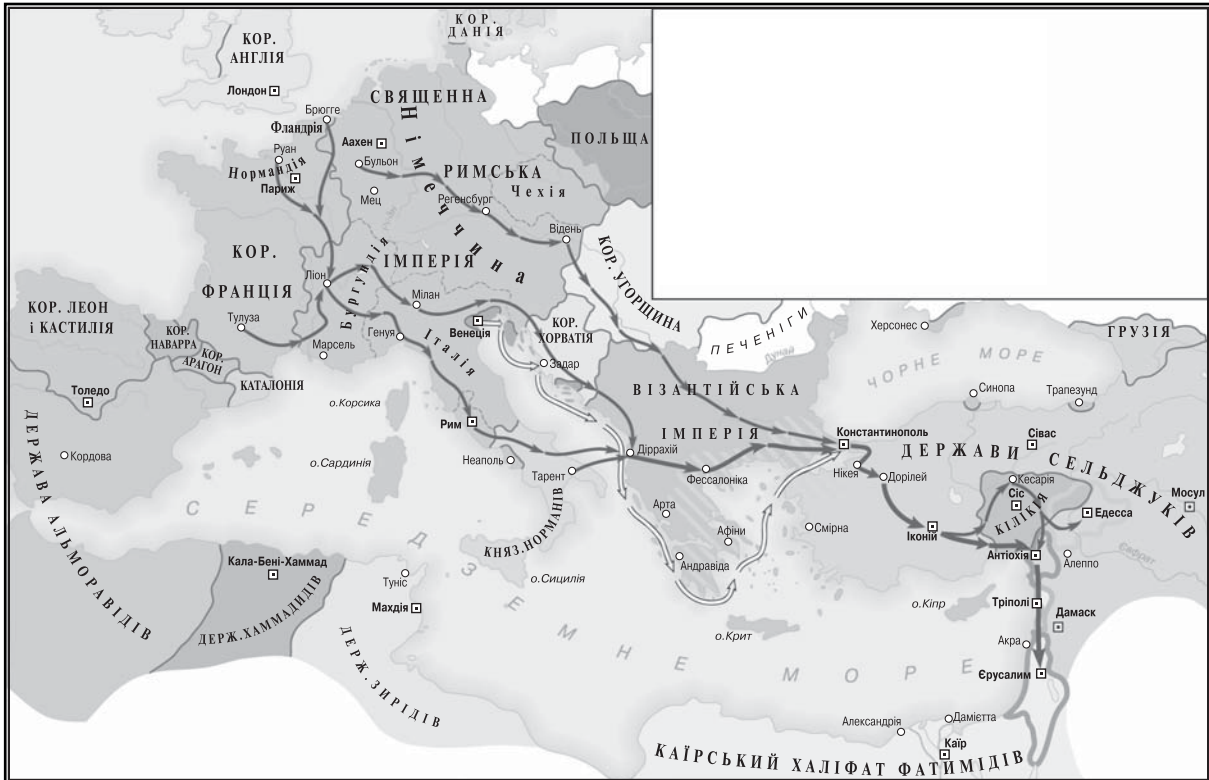 КОР. ДАНІЯ
КОР. АНГЛІЯ
Лондон
СВЯЩЕННА
Брюгге
Фландрія
Німеччина
ПОЛЬЩА
Аахен
Руан
Бульон
Нормандія
РИМСЬКА
Париж
Чехія
Мец
Регенсбург
Відень
КОР. ФРАНЦІЯ
Бургундія
ІМПЕРІЯ
КОР. УГОРЩИНА
Ліон
КОР. ЛЕОН
і КАСТИЛІЯ
Мілан
Тулуза
Венеція
КОР. ХОРВАТІЯ
ПЕЧЕНІГИ
Херсонес
ГРУЗІЯ
КОР. НАВАРРА
Генуя
Італія
Дунай
КОР. АРАГОН
Марсель
Задар
ЧОРНЕ МОРЕ
КАТАЛОНІЯ
Толедо
ВІЗАНТІЙСЬКА
Синопа
Трапезунд
о.Корсика
Рим
ІМПЕРІЯ
Константинополь
Сівас
ДЕРЖАВИ СЕЛЬДЖУКІВ
Кордова
о.Сардинія
Неаполь
Діррахій
Тарент
Фессалоніка
Нікея
Дорілей
Кесарія
Сіс
КІЛІКІЯ
Мосул
ДЕРЖАВА АЛЬМОРАВІДІВ
СЕРЕДЗЕМНЕ МОРЕ
Арта
Афіни
Смірна
Іконій
Едесса
КНЯЗ.НОРМАНІВ
Андравіда
Антіохія
Алеппо
Євфрат
Кала-Бені-Хаммад
Туніс
о.Сицилія
Махдія
о.Кіпр
Тріполі
Дамаск
ДЕРЖ.ХАММАДИДІВ
ДЕРЖ.ЗИРІДІВ
о.Крит
Акра
Єрусалим
Александрія
Дамієтта
Каїр
КАЇРСЬКИЙ ХАЛІФАТ ФАТИМІДІВ